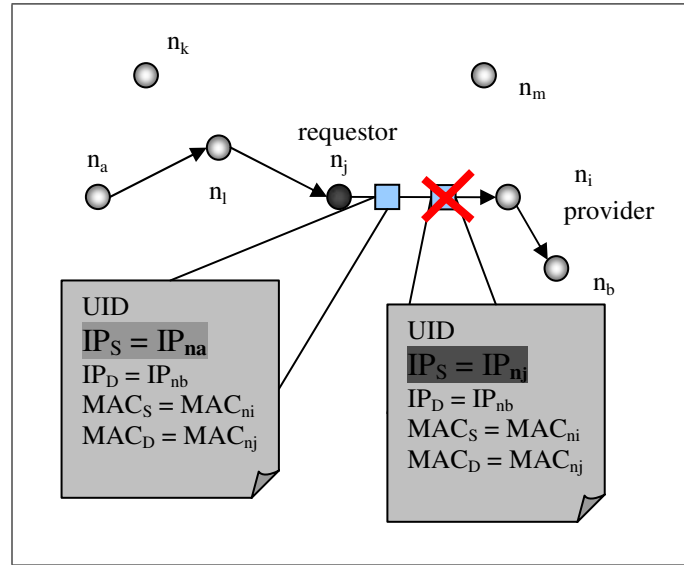 n_k
n_m
requestor
n_a
n_j
n_i
n_l
provider
n_b
UID
IP_S = IP_na
IP_D = IP_nb
MAC_S = MAC_ni
MAC_D = MAC_nj
UID
IP_S = IP_nj
IP_D = IP_nb
MAC_S = MAC_ni
MAC_D = MAC_nj